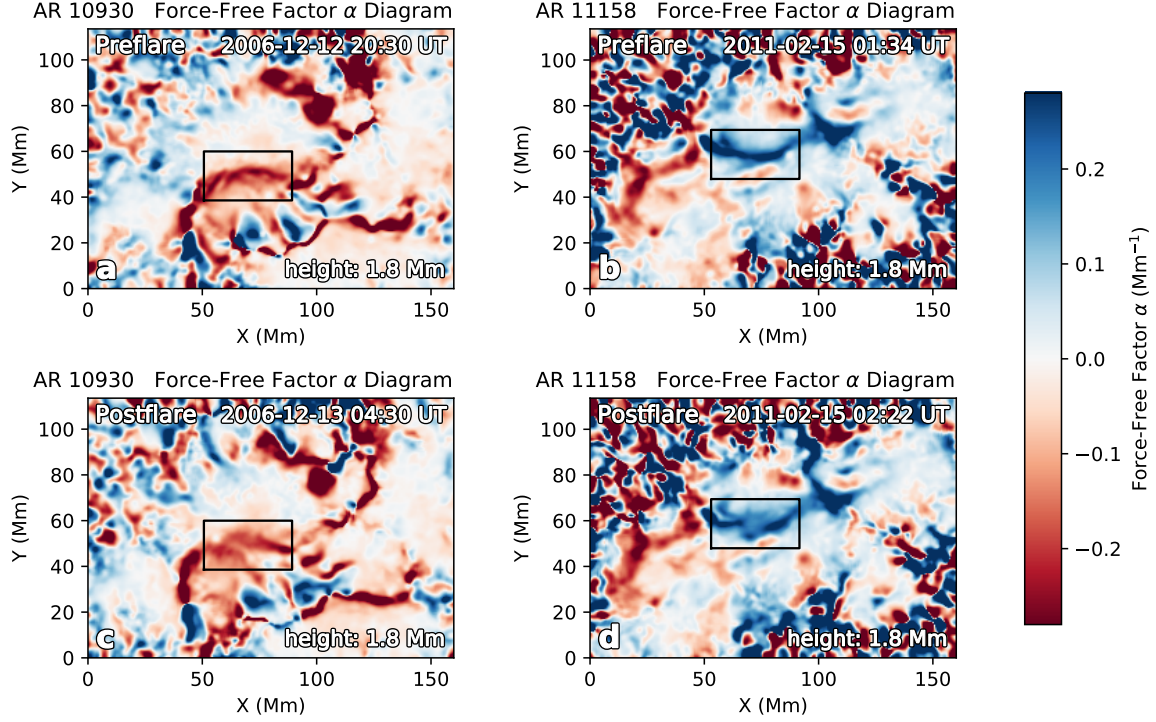 AR 10930 Force-Free Factor α Diagram
Preflare 2006-12-12 20:30 UT
a height: 1.8 Mm
Y (Mm)
100
80
60
40
20
0
0 50 100 150
X (Mm)
AR 11158 Force-Free Factor α Diagram
Preflare 2011-02-15 01:34 UT
b height: 1.8 Mm
Y (Mm)
100
80
60
40
20
0
0 50 100 150
X (Mm)
AR 10930 Force-Free Factor α Diagram
Postflare 2006-12-13 04:30 UT
c height: 1.8 Mm
Y (Mm)
100
80
60
40
20
0
0 50 100 150
X (Mm)
AR 11158 Force-Free Factor α Diagram
Postflare 2011-02-15 02:22 UT
d height: 1.8 Mm
Y (Mm)
100
80
60
40
20
0
0 50 100 150
X (Mm)
0.2
0.1
0.0
−0.1
−0.2
Force-Free Factor α (Mm⁻¹)